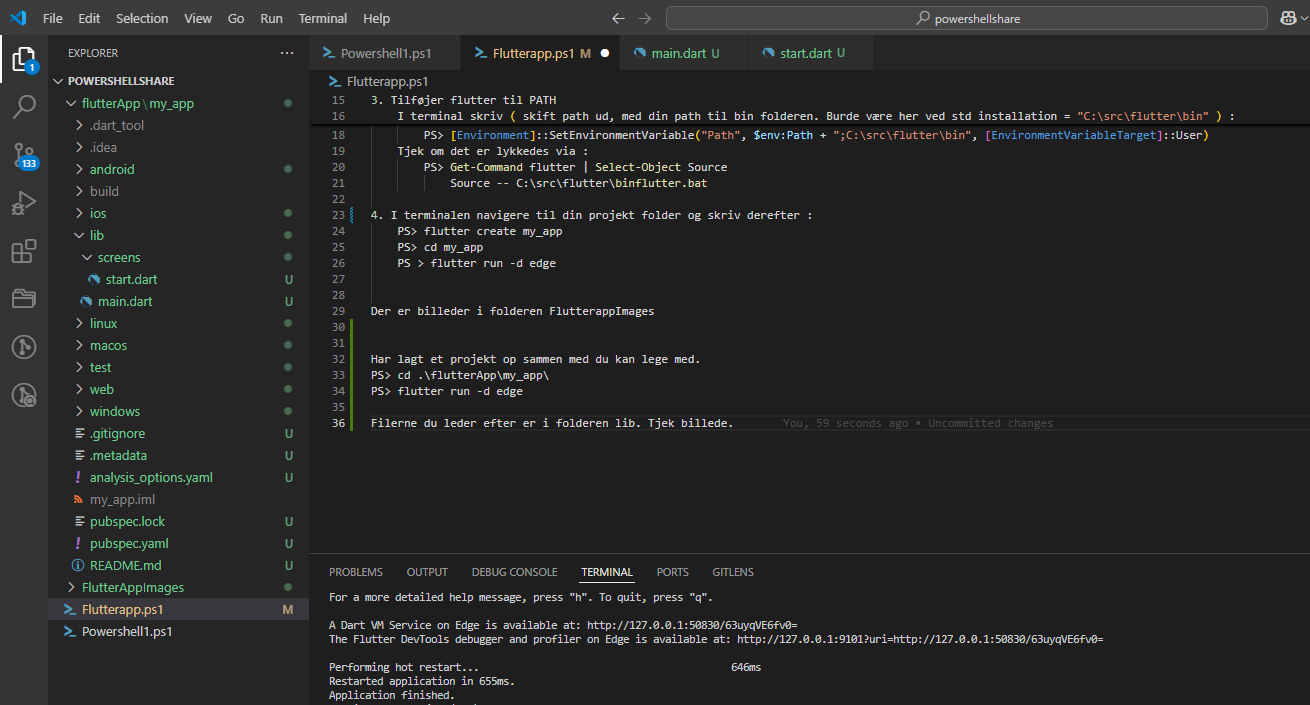 File Edit Selection View Go Run Terminal Help
powershellshare
EXPLORER
POWERSHELLSHARE
flutterApp\my_app
.dart_tool
.idea
android
build
ios
lib
screens
start.dart U
main.dart U
linux
macos
test
web
windows
.gitignore U
.metadata U
analysis_options.yaml U
my_app.iml
pubspec.lock U
pubspec.yaml U
README.md U
FlutterAppImages
Flutterapp.ps1 M
Powershell1.ps1
1
133
Powershell1.ps1 Flutterapp.ps1 M main.dart U start.dart U
Flutterapp.ps1
15 3. Tilføjer flutter til PATH
16 I terminal skriv ( skift path ud, med din path til bin folderen. Burde være her ved std installation = "C:\src\flutter\bin" ) :
18 PS> [Environment]::SetEnvironmentVariable("Path", $env:Path + ";C:\src\flutter\bin", [EnvironmentVariableTarget]::User)
19 Tjek om det er lykkedes via :
20 PS> Get-Command flutter | Select-Object Source
21 Source -- C:\src\flutter\binflutter.bat
22
23 4. I terminalen navigere til din projekt folder og skriv derefter :
24 PS> flutter create my_app
25 PS> cd my_app
26 PS > flutter run -d edge
27
28
29 Der er billeder i folderen FlutterappImages
30
31
32 Har lagt et projekt op sammen med du kan lege med.
33 PS> cd .\flutterApp\my_app\
34 PS> flutter run -d edge
35
36 Filerne du leder efter er i folderen lib. Tjek billede. You, 59 seconds ago • Uncommitted changes
PROBLEMS OUTPUT DEBUG CONSOLE TERMINAL PORTS GITLENS
For a more detailed help message, press "h". To quit, press "q".
A Dart VM Service on Edge is available at: http://127.0.0.1:50830/63uyqVE6fv0=
The Flutter DevTools debugger and profiler on Edge is available at: http://127.0.0.1:9101?uri=http://127.0.0.1:50830/63uyqVE6fv0=
Performing hot restart... 646ms
Restarted application in 655ms.
Application finished.